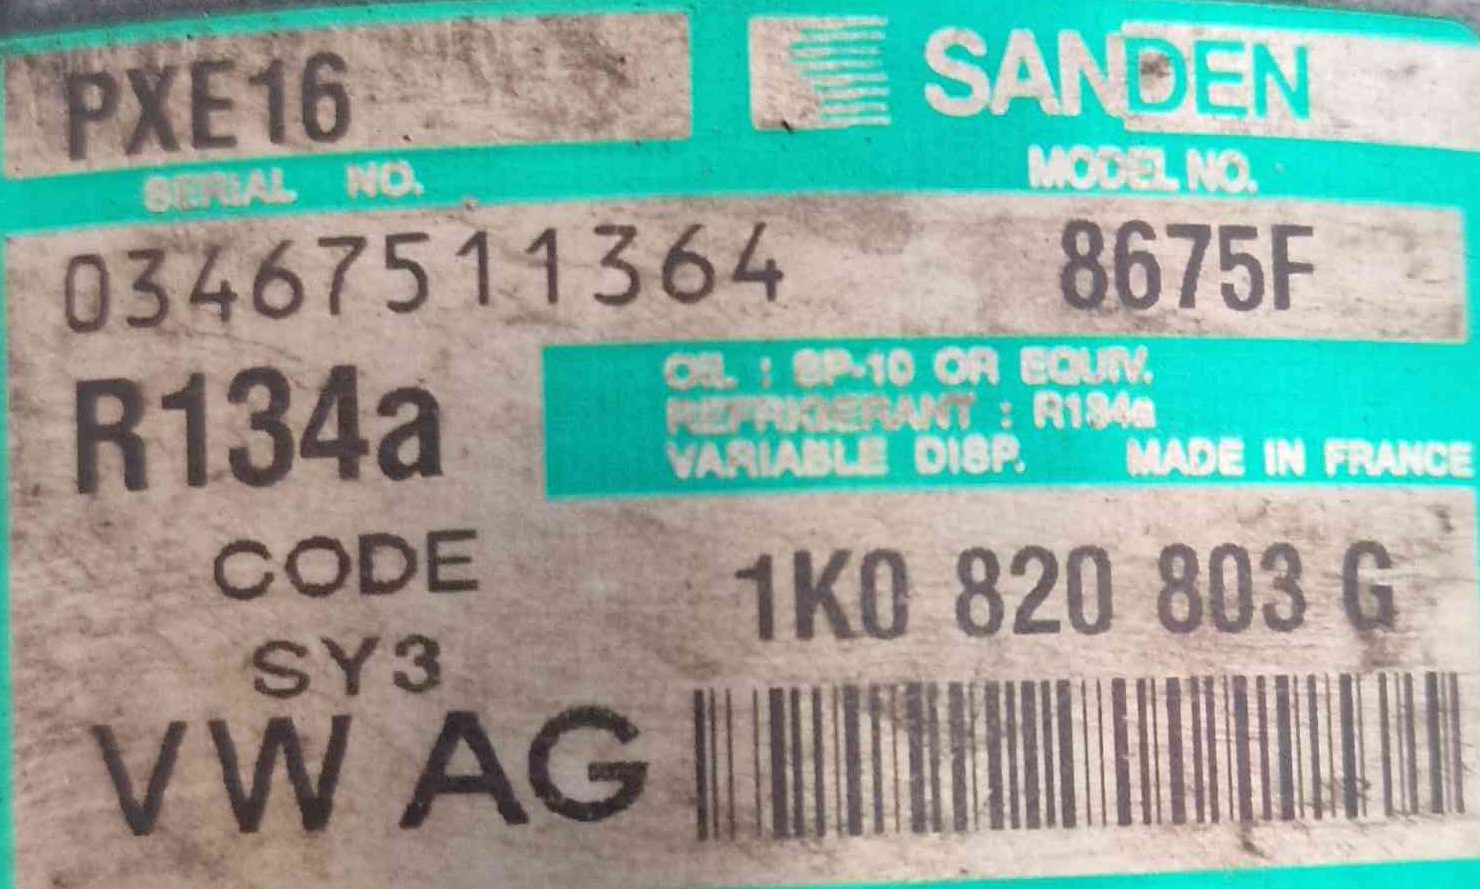 PXE16 SANDEN
SERIAL NO. MODEL NO.
03467511364 8675F
R134a
OIL : SP-10 OR EQUIV.
REFRIGERANT : R134a
VARIABLE DISP. MADE IN FRANCE
CODE 1K0 820 803 G
SY3
VW AG